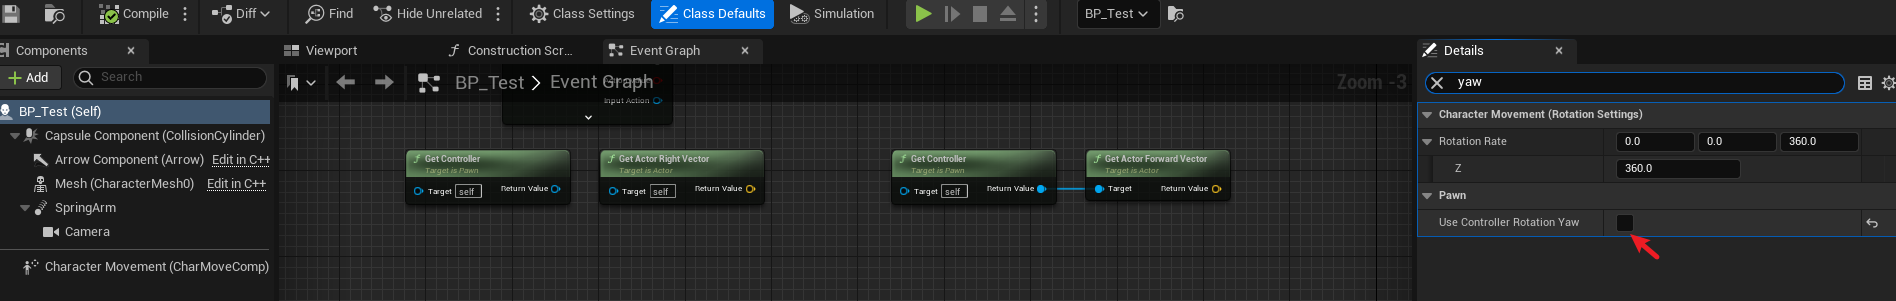 Compile
Diff
Find
Hide Unrelated
Class Settings
Class Defaults
Simulation
BP_Test
Components
Viewport
Construction Scr...
Event Graph
Details
Add
Search
BP_Test
Event Graph
Zoom -3
yaw
BP_Test (Self)
Capsule Component (CollisionCylinder)
Arrow Component (Arrow) Edit in C++
Mesh (CharacterMesh0) Edit in C++
SpringArm
Camera
Character Movement (CharMoveComp)
Input Action
Get Controller
Target is Pawn
Target self Return Value
Get Actor Right Vector
Target is Actor
Target self Return Value
Get Controller
Target is Pawn
Target self Return Value
Get Actor Forward Vector
Target is Actor
Target Return Value
Character Movement (Rotation Settings)
Rotation Rate 0.0 0.0 360.0
Z 360.0
Pawn
Use Controller Rotation Yaw